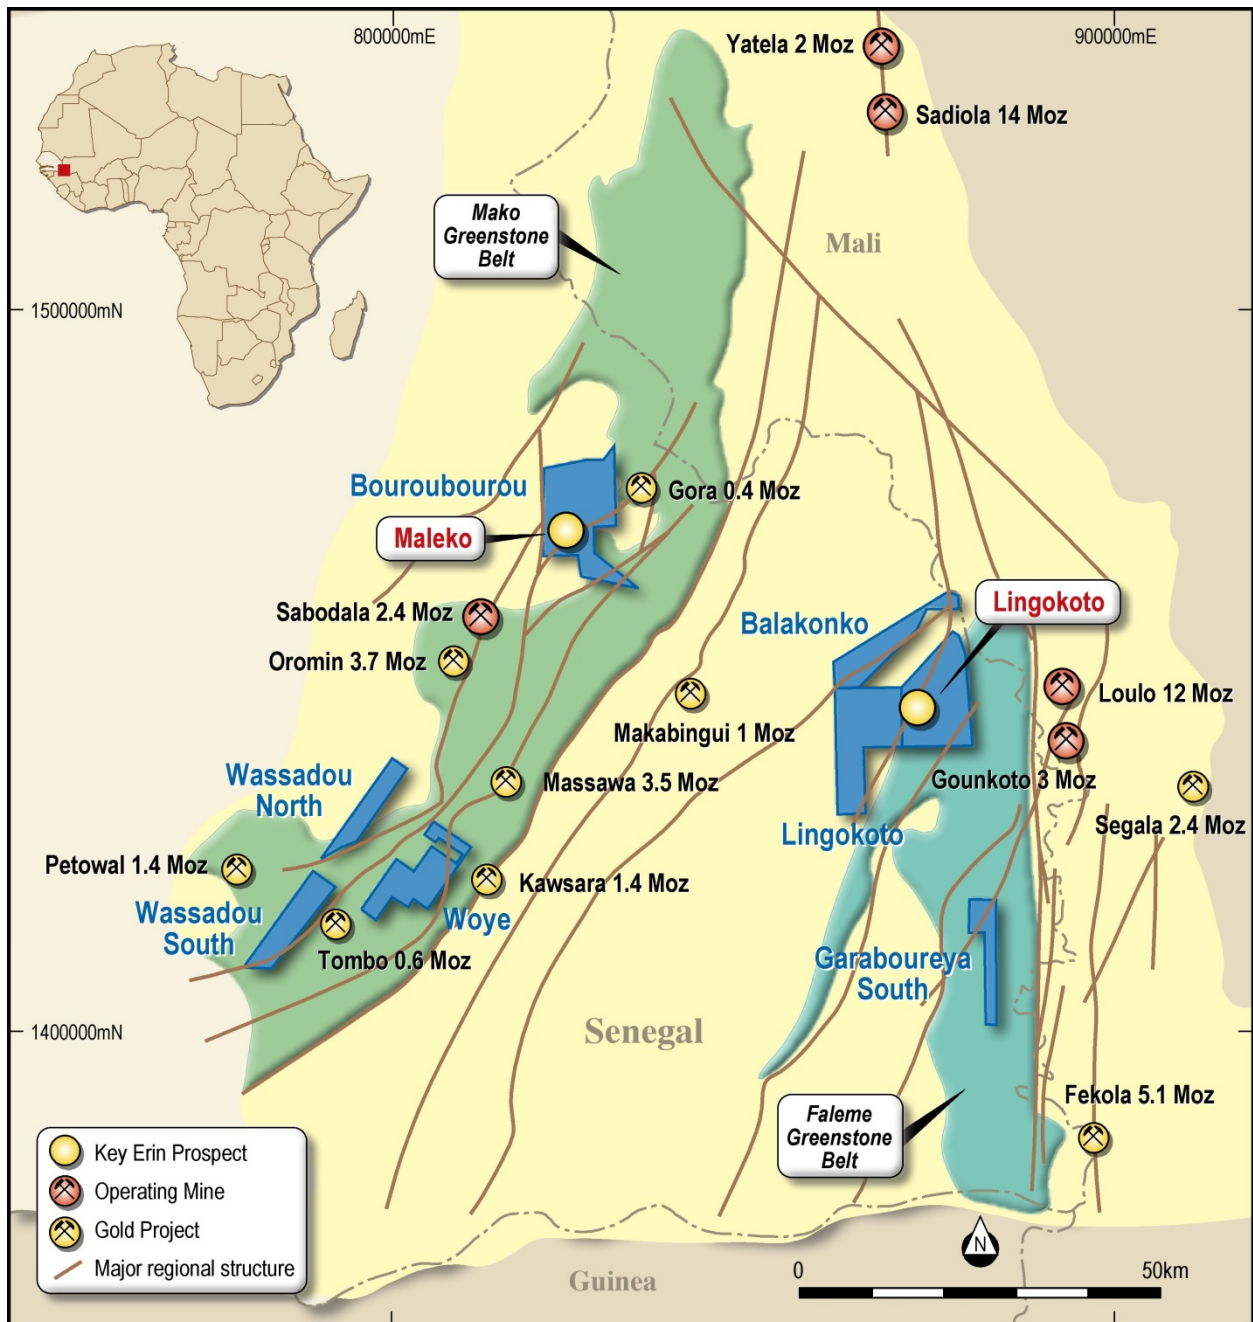 800000mE
900000mE
Yatela 2 Moz
Sadiola 14 Moz
Mako
Greenstone
Belt
Mali
1500000mN
Bouroubourou
Gora 0.4 Moz
Maleko
Lingokoto
Sabodala 2.4 Moz
Balakonko
Oromin 3.7 Moz
Loulo 12 Moz
Makabingui 1 Moz
Wassadou
North
Massawa 3.5 Moz
Gounkoto 3 Moz
Segala 2.4 Moz
Lingokoto
Petowal 1.4 Moz
Kawsara 1.4 Moz
Wassadou
South
Woye
Tombo 0.6 Moz
Garaboureya
South
Senegal
1400000mN
Fekola 5.1 Moz
Faleme
Greenstone
Belt
Key Erin Prospect
Operating Mine
Gold Project
Major regional structure
N
Guinea
0
50km